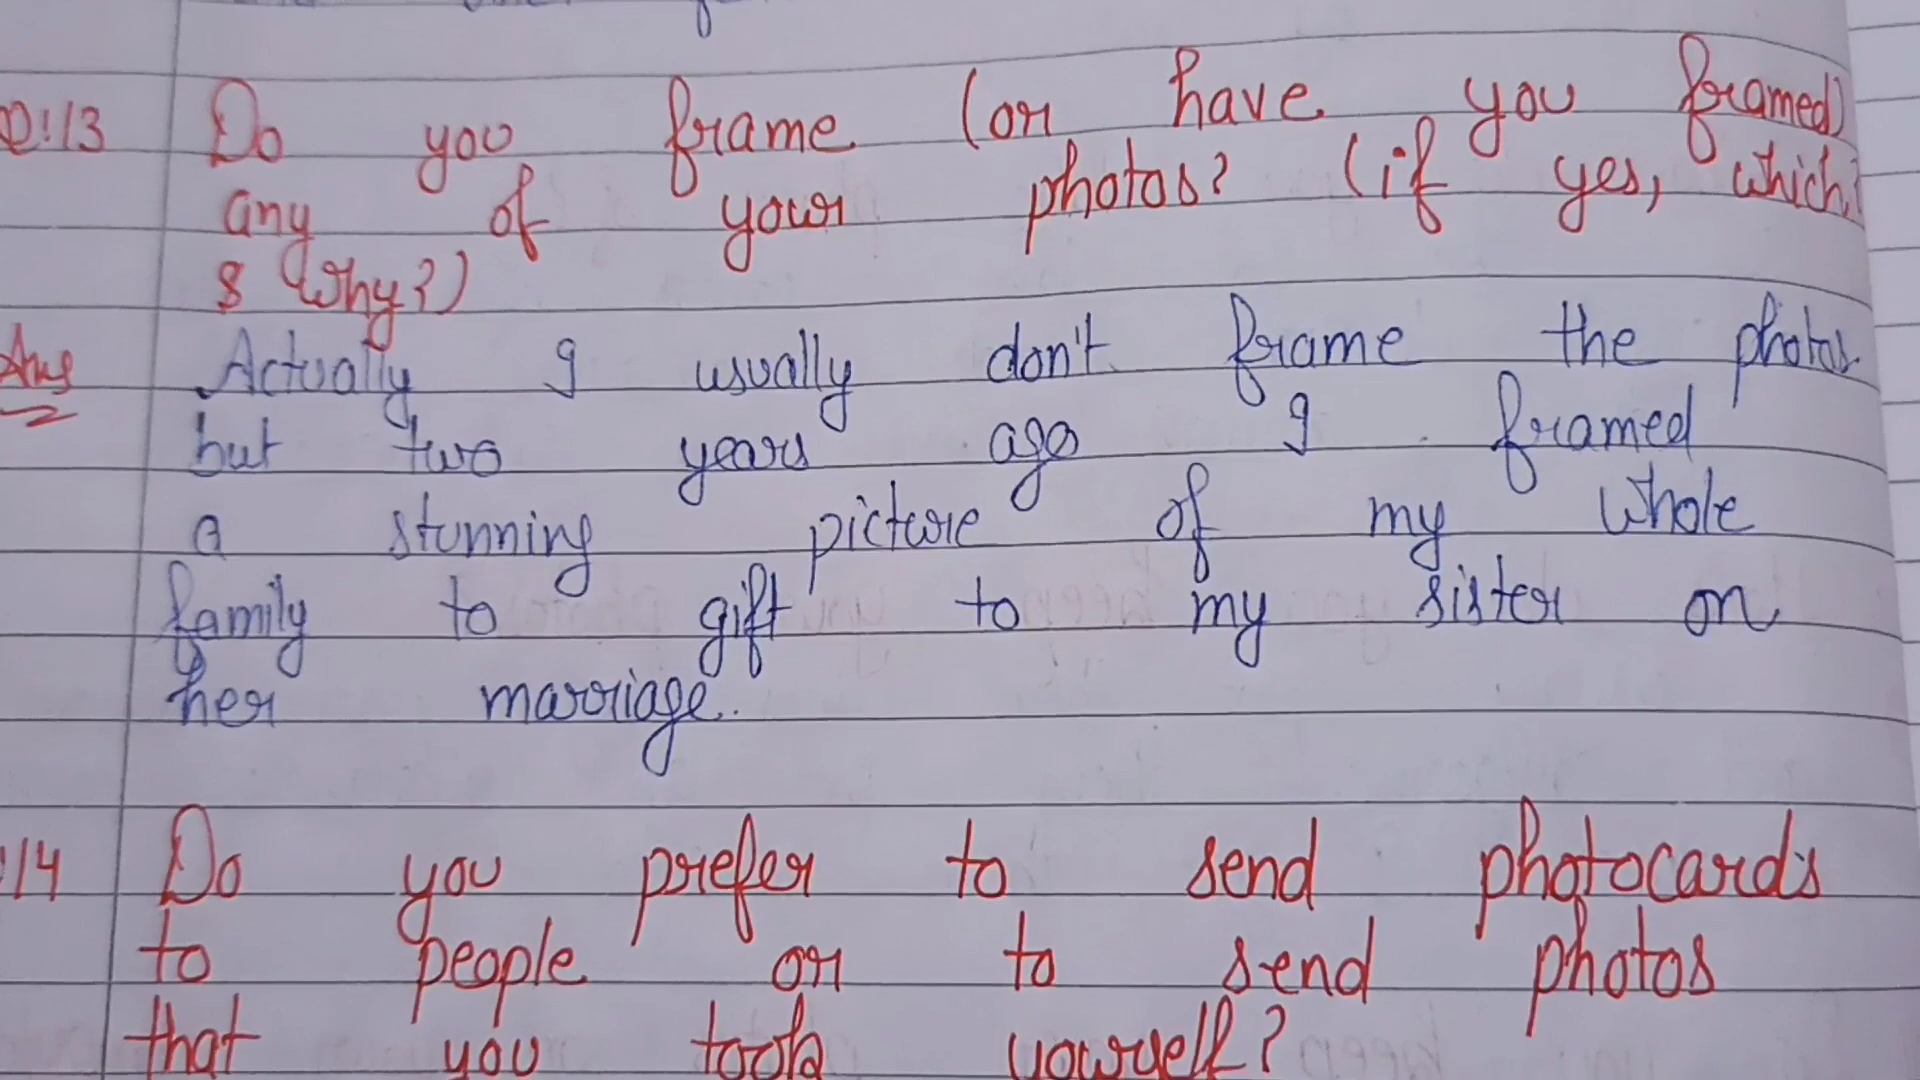 Q:13 Do you frame (or have you framed)
any of your photos? (if yes, which
& Why?)
Ans Actually I usually don't frame the photos
but two years ago I framed
a stunning picture of my whole
family to gift to my sister on
her marriage.
:14 Do you prefer to send photocards
to people or to send photos
that you took yourself?